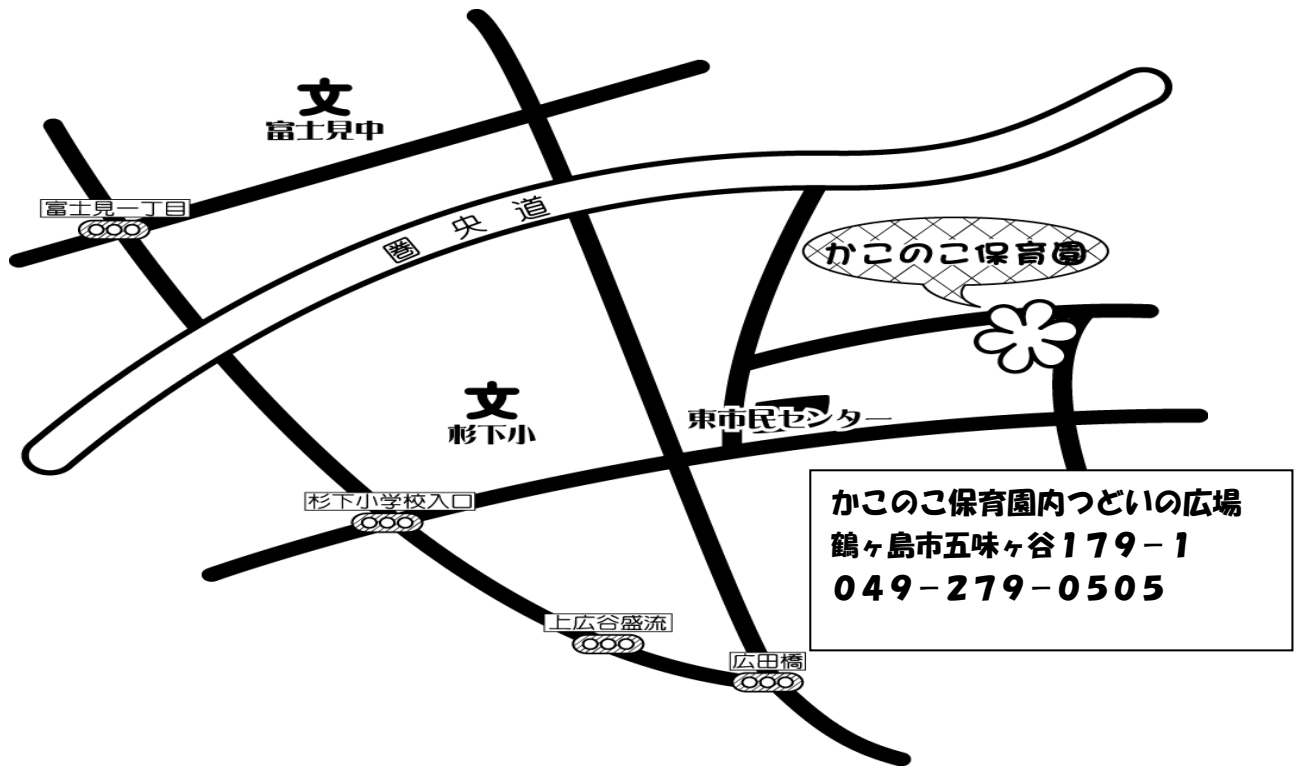 文
富士見中
富士見一丁目
圏央道
かこのこ保育園
文
杉下小
東市民センター
杉下小学校入口
かこのこ保育園内つどいの広場
鶴ヶ島市五味ヶ谷179-1
049-279-0505
上広谷盛流
広田橋